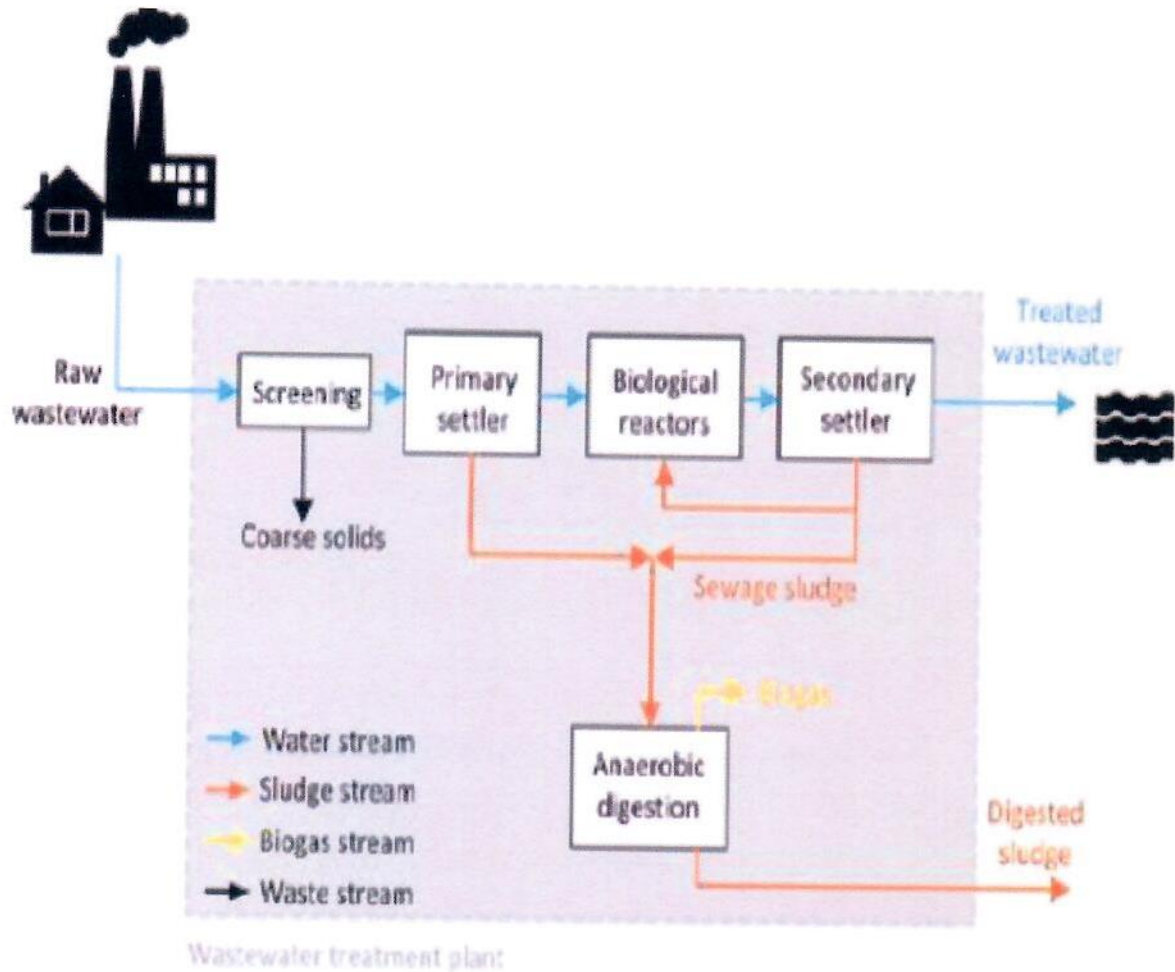 Treated
wastewater
Raw
wastewater
Screening
Primary
settler
Biological
reactors
Secondary
settler
Coarse solids
Sewage sludge
Biogas
Anaerobic
digestion
Water stream
Sludge stream
Biogas stream
Waste stream
Digested
sludge
Wastewater treatment plant